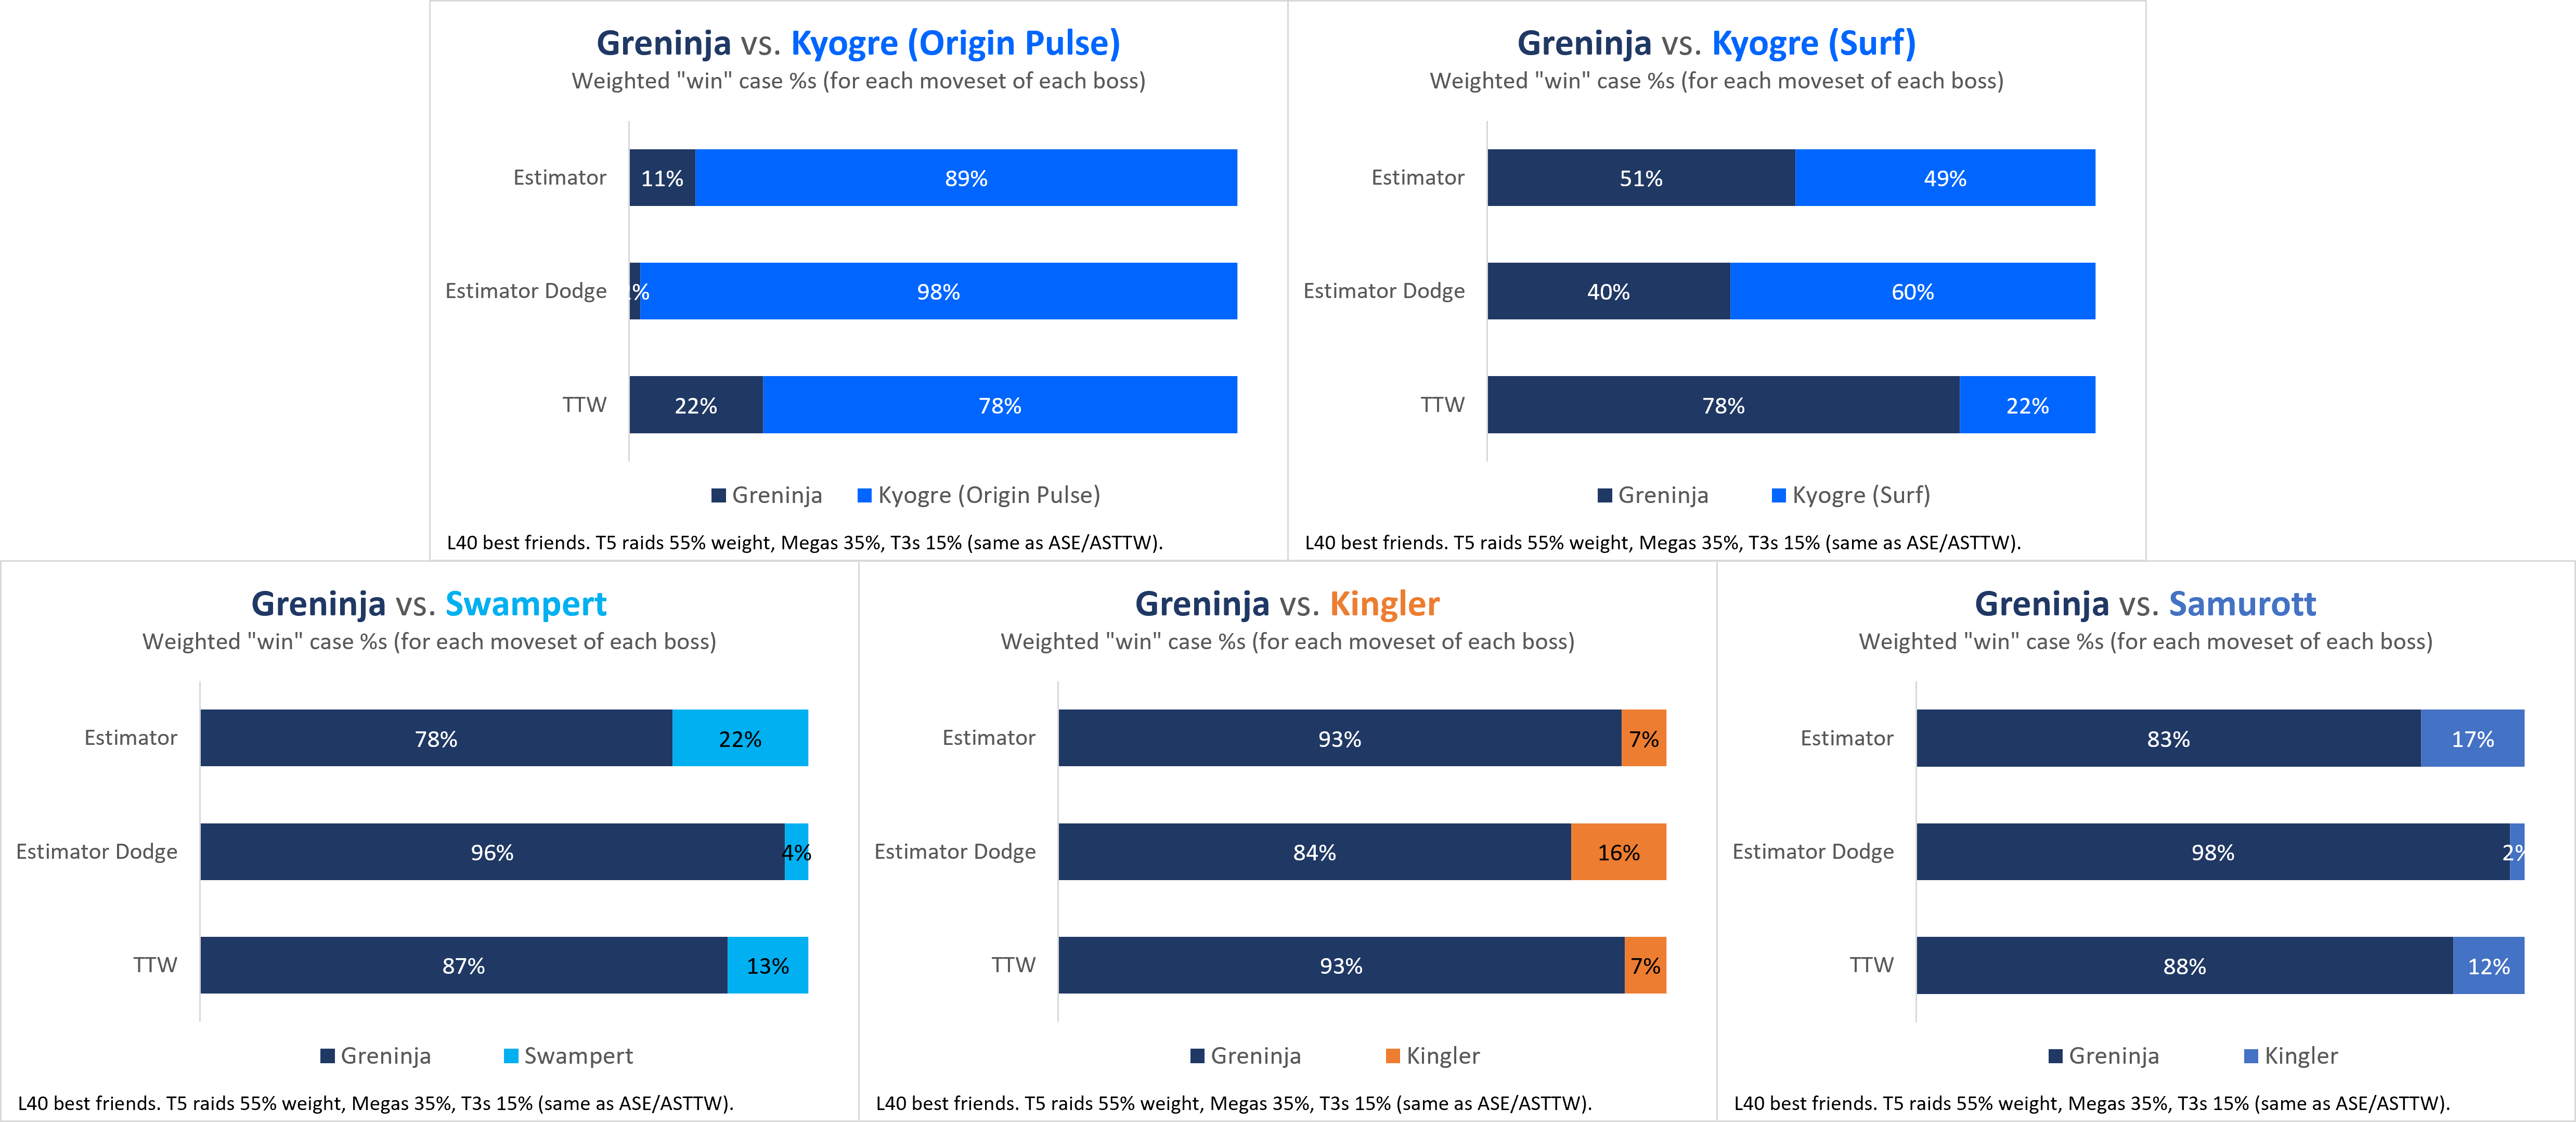 Greninja vs. Kyogre (Origin Pulse)
Weighted "win" case %s (for each moveset of each boss)
Estimator
11%
89%
Estimator Dodge
2%
98%
TTW
22%
78%
Greninja
Kyogre (Origin Pulse)
L40 best friends. T5 raids 55% weight, Megas 35%, T3s 15% (same as ASE/ASTTW).
Greninja vs. Kyogre (Surf)
Weighted "win" case %s (for each moveset of each boss)
Estimator
51%
49%
Estimator Dodge
40%
60%
TTW
78%
22%
Greninja
Kyogre (Surf)
L40 best friends. T5 raids 55% weight, Megas 35%, T3s 15% (same as ASE/ASTTW).
Greninja vs. Swampert
Weighted "win" case %s (for each moveset of each boss)
Estimator
78%
22%
Estimator Dodge
96%
4%
TTW
87%
13%
Greninja
Swampert
L40 best friends. T5 raids 55% weight, Megas 35%, T3s 15% (same as ASE/ASTTW).
Greninja vs. Kingler
Weighted "win" case %s (for each moveset of each boss)
Estimator
93%
7%
Estimator Dodge
84%
16%
TTW
93%
7%
Greninja
Kingler
L40 best friends. T5 raids 55% weight, Megas 35%, T3s 15% (same as ASE/ASTTW).
Greninja vs. Samurott
Weighted "win" case %s (for each moveset of each boss)
Estimator
83%
17%
Estimator Dodge
98%
2%
TTW
88%
12%
Greninja
Kingler
L40 best friends. T5 raids 55% weight, Megas 35%, T3s 15% (same as ASE/ASTTW).